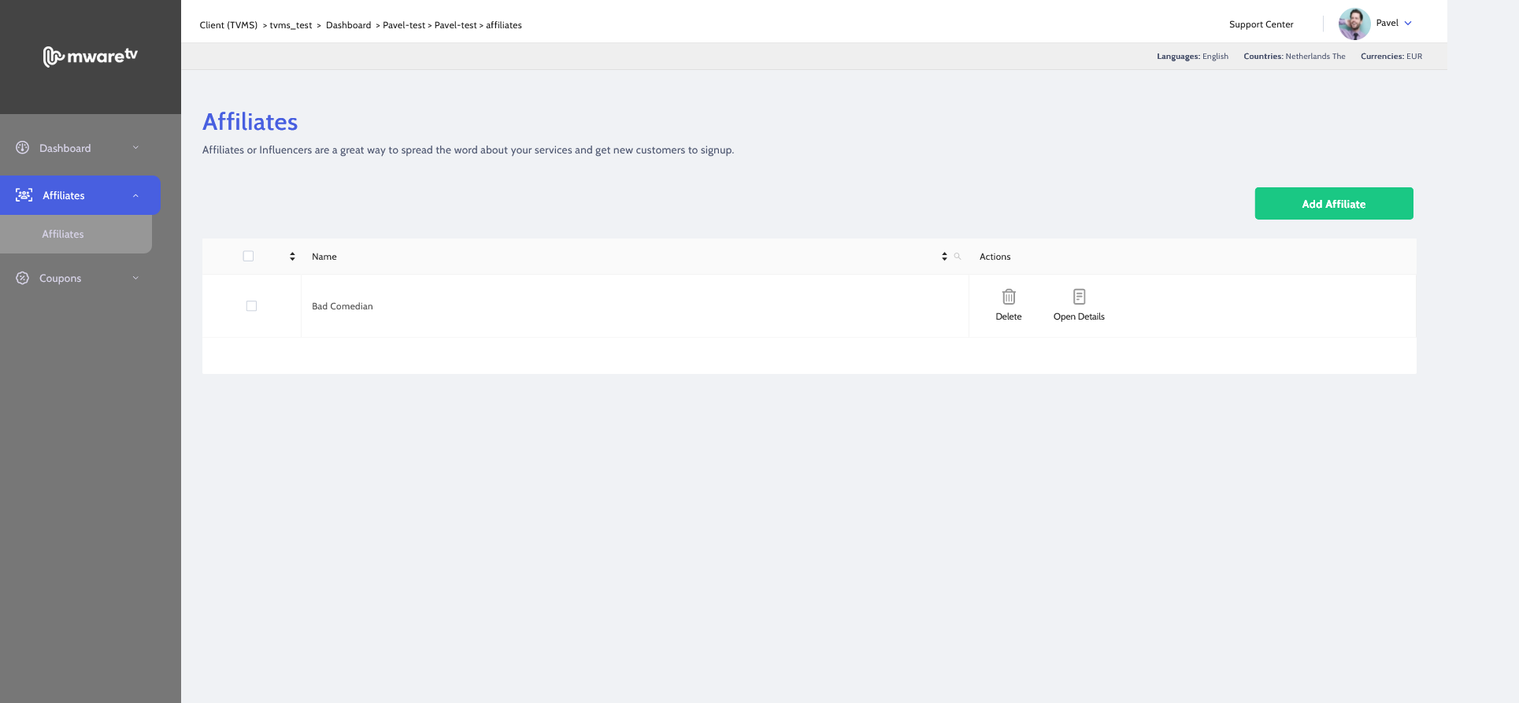 mwaretv
Client (TVMS) > tvms_test > Dashboard > Pavel-test > Pavel-test > affiliates
Support Center
Pavel
Languages: English Countries: Netherlands The Currencies: EUR
Dashboard
Affiliates
Affiliates
Coupons
Affiliates
Affiliates or Influencers are a great way to spread the word about your services and get new customers to signup.
Add Affiliate
Name Actions
Bad Comedian
Delete Open Details